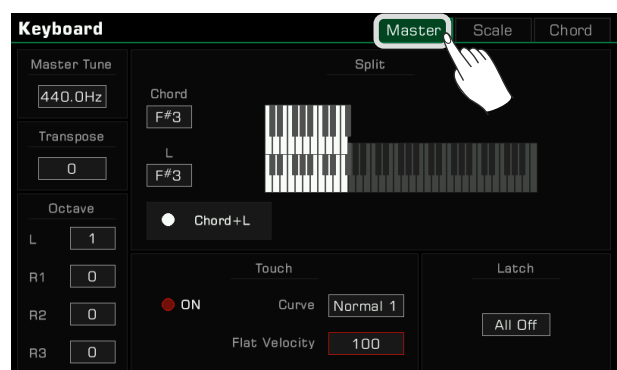 Keyboard
Master
Scale
Chord
Master Tune
440.0Hz
Transpose
0
Octave
L 1
R1 0
R2 0
R3 0
Split
Chord
F#3
L
F#3
Chord+L
Touch
ON
Curve Normal 1
Flat Velocity 100
Latch
All Off